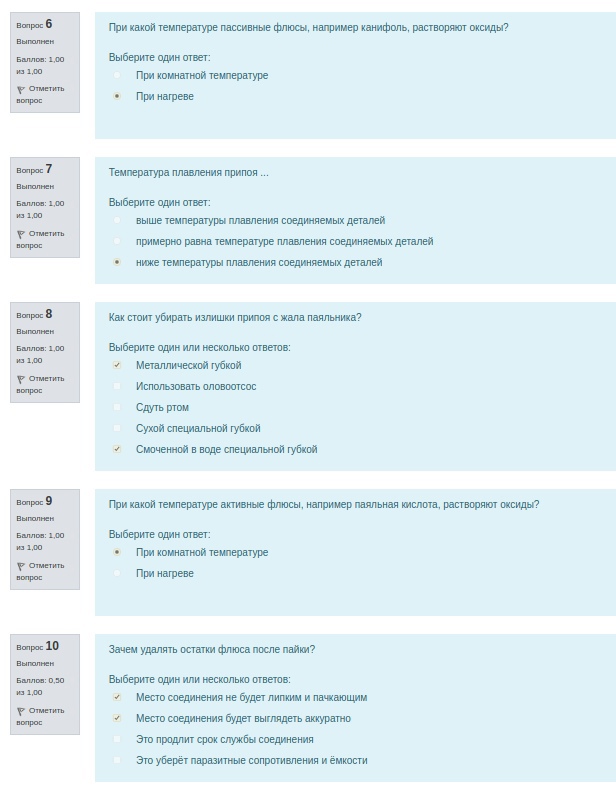 Вопрос 6
Выполнен
Баллов: 1,00
из 1,00
Отметить
вопрос
При какой температуре пассивные флюсы, например канифоль, растворяют оксиды?
Выберите один ответ:
При комнатной температуре
При нагреве
Вопрос 7
Выполнен
Баллов: 1,00
из 1,00
Отметить
вопрос
Температура плавления припоя ...
Выберите один ответ:
выше температуры плавления соединяемых деталей
примерно равна температуре плавления соединяемых деталей
ниже температуры плавления соединяемых деталей
Вопрос 8
Выполнен
Баллов: 1,00
из 1,00
Отметить
вопрос
Как стоит убирать излишки припоя с жала паяльника?
Выберите один или несколько ответов:
Металлической губкой
Использовать оловоотсос
Сдуть ртом
Сухой специальной губкой
Смоченной в воде специальной губкой
Вопрос 9
Выполнен
Баллов: 1,00
из 1,00
Отметить
вопрос
При какой температуре активные флюсы, например паяльная кислота, растворяют оксиды?
Выберите один ответ:
При комнатной температуре
При нагреве
Вопрос 10
Выполнен
Баллов: 0,50
из 1,00
Отметить
вопрос
Зачем удалять остатки флюса после пайки?
Выберите один или несколько ответов:
Место соединения не будет липким и пачкающим
Место соединения будет выглядеть аккуратно
Это продлит срок службы соединения
Это уберёт паразитные сопротивления и ёмкости